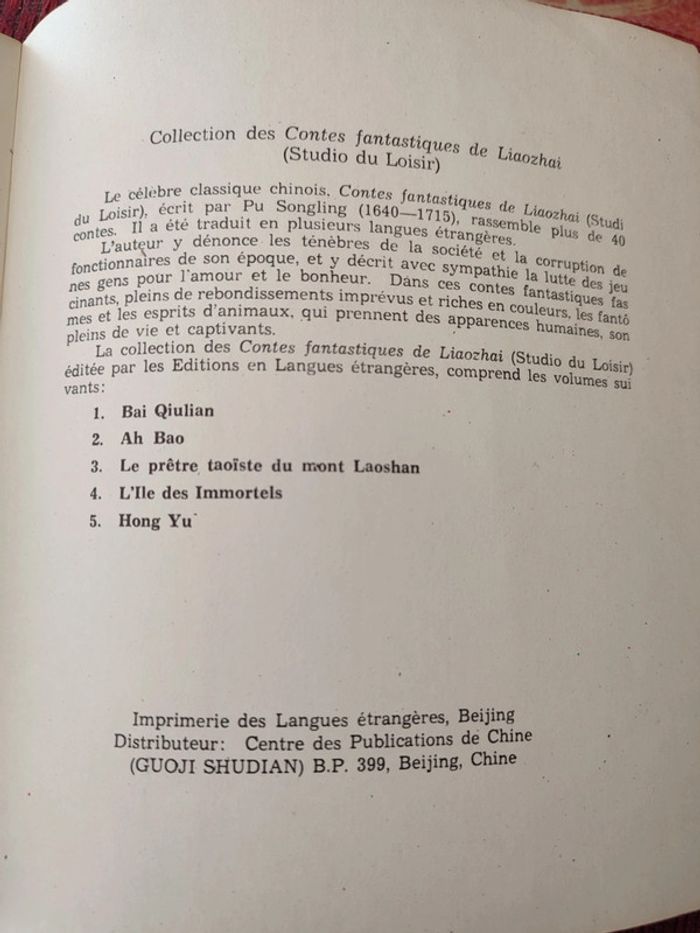 Collection des Contes fantastiques de Liaozhai
(Studio du Loisir)
Le célèbre classique chinois, Contes fantastiques de Liaozhai (Studi
du Loisir), écrit par Pu Songling (1640—1715), rassemble plus de 40
contes. Il a été traduit en plusieurs langues étrangères.
L'auteur y dénonce les ténèbres de la société et la corruption de
fonctionnaires de son époque, et y décrit avec sympathie la lutte des jeu
nes gens pour l'amour et le bonheur. Dans ces contes fantastiques fas
cinants, pleins de rebondissements imprévus et riches en couleurs, les fantô
mes et les esprits d'animaux, qui prennent des apparences humaines, son
pleins de vie et captivants.
La collection des Contes fantastiques de Liaozhai (Studio du Loisir)
éditée par les Editions en Langues étrangères, comprend les volumes sui
vants:
1. Bai Qiulian
2. Ah Bao
3. Le prêtre taoïste du mont Laoshan
4. L'Ile des Immortels
5. Hong Yu
Imprimerie des Langues étrangères, Beijing
Distributeur: Centre des Publications de Chine
(GUOJI SHUDIAN) B.P. 399, Beijing, Chine